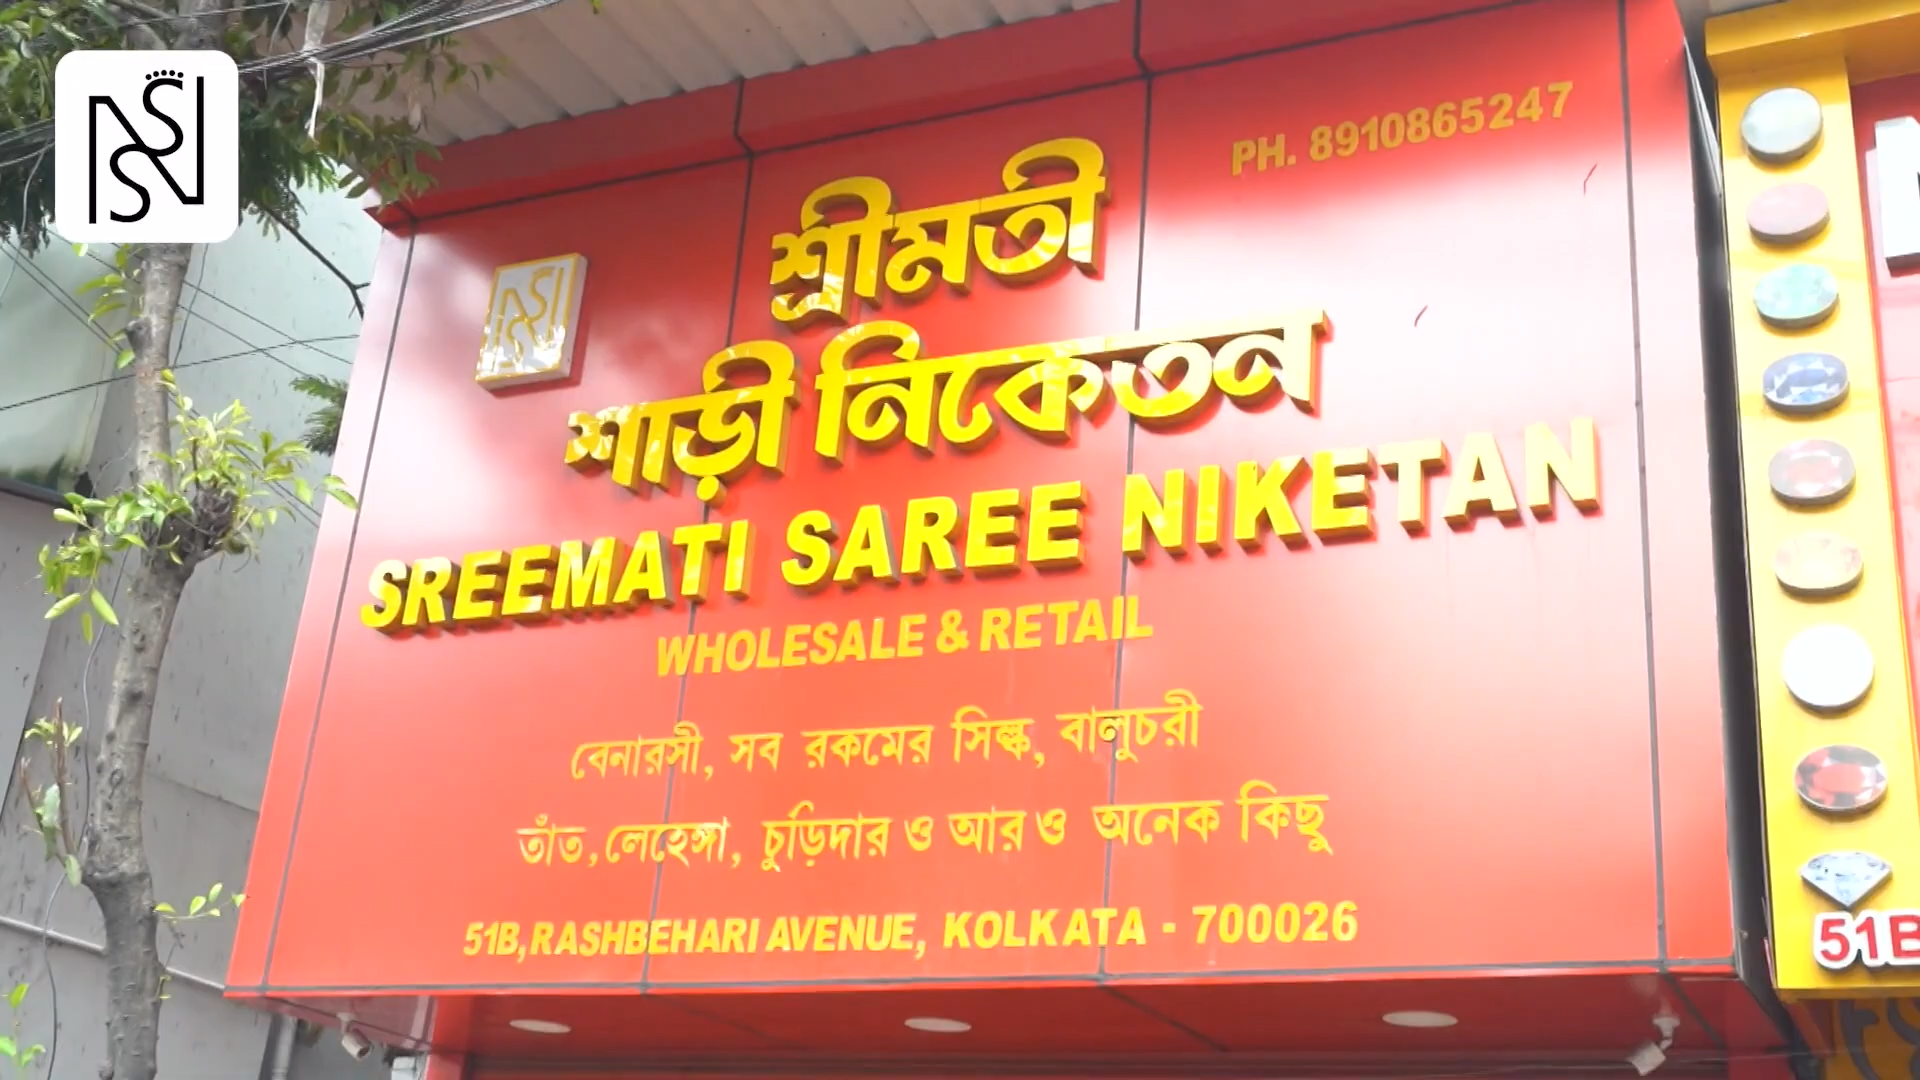 PH. 8910865247
শ্রীমতী
শাড়ী নিকেতন
SREEMATI SAREE NIKETAN
WHOLESALE & RETAIL
বেনারসী, সব রকমের সিল্ক, বালুচরী
তাঁত, লেহেঙ্গা, চুড়িদার ও আর ও অনেক কিছু
51B, RASHBEHARI AVENUE, KOLKATA - 700026
51B